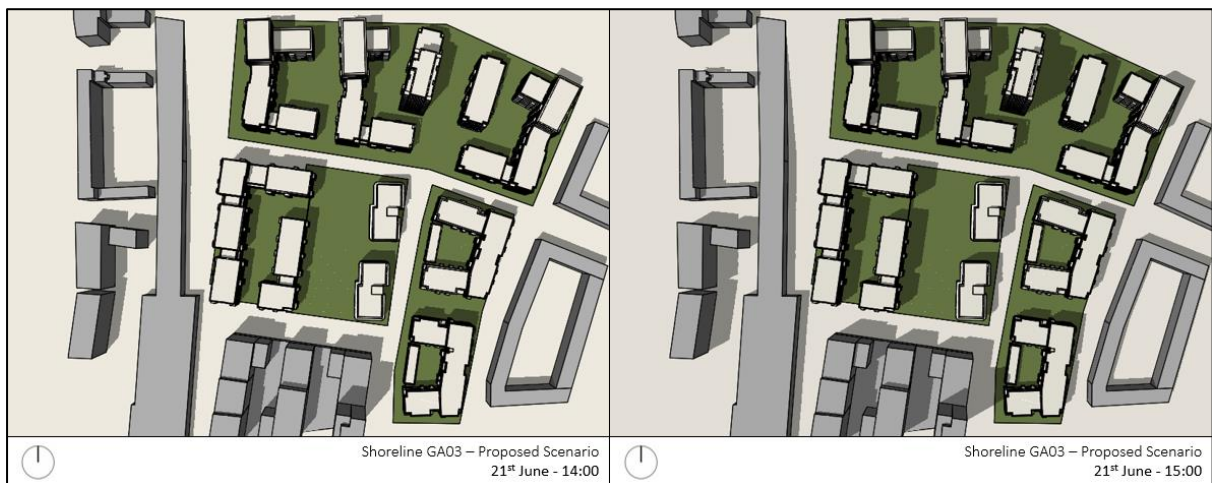 Shoreline GA03 – Proposed Scenario
21st June - 14:00
Shoreline GA03 – Proposed Scenario
21st June - 15:00